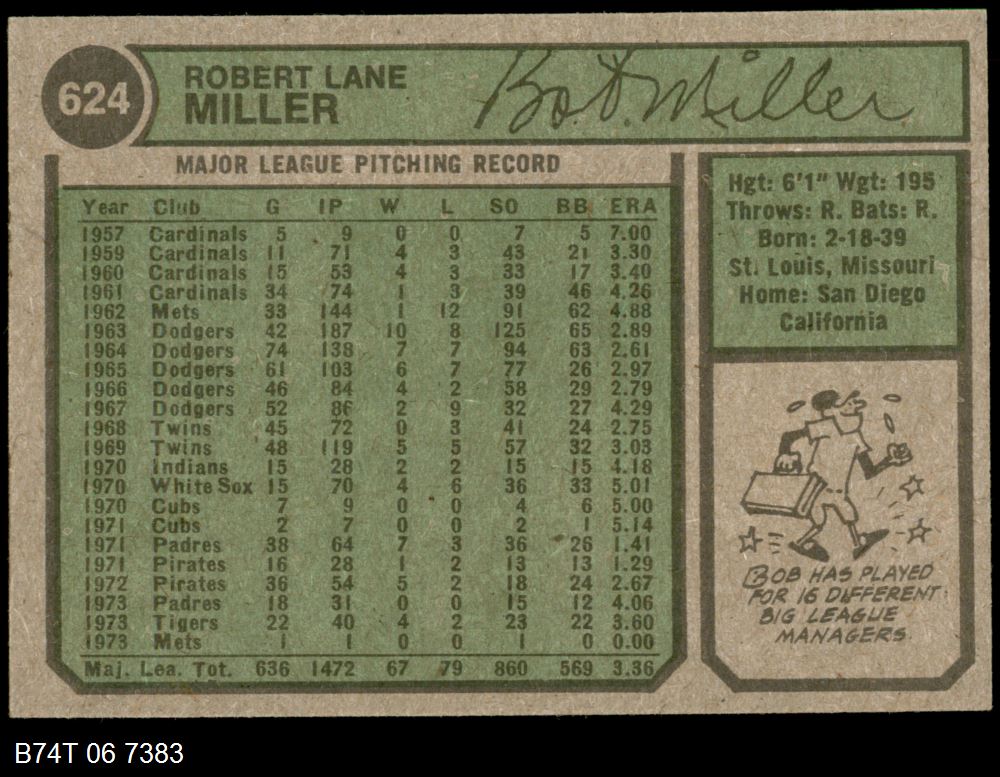 624
ROBERT LANE
MILLER
Bob Miller
MAJOR LEAGUE PITCHING RECORD
Year Club G IP W L SO BB ERA
1957 Cardinals 5 9 0 0 7 5 7.00
1959 Cardinals 11 71 4 3 43 21 3.30
1960 Cardinals 15 53 4 3 33 17 3.40
1961 Cardinals 34 74 1 3 39 46 4.26
1962 Mets 33 144 1 12 91 62 4.88
1963 Dodgers 42 187 10 8 125 65 2.89
1964 Dodgers 74 138 7 7 94 63 2.61
1965 Dodgers 61 103 6 7 77 26 2.97
1966 Dodgers 46 84 4 2 58 29 2.79
1967 Dodgers 52 86 2 9 32 27 4.29
1968 Twins 45 72 0 3 41 24 2.75
1969 Twins 48 119 5 5 57 32 3.03
1970 Indians 15 28 2 2 15 15 4.18
1970 White Sox 15 70 4 6 36 33 5.01
1970 Cubs 7 9 0 0 4 6 5.00
1971 Cubs 2 7 0 0 2 1 5.14
1971 Padres 38 64 7 3 36 26 1.41
1971 Pirates 16 28 1 2 13 13 1.29
1972 Pirates 36 54 5 2 18 24 2.67
1973 Padres 18 31 0 0 15 12 4.06
1973 Tigers 22 40 4 2 23 22 3.60
1973 Mets 1 1 0 0 1 0 0.00
Maj. Lea. Tot. 636 1472 67 79 860 569 3.36
Hgt: 6'1" Wgt: 195
Throws: R. Bats: R.
Born: 2-18-39
St. Louis, Missouri
Home: San Diego
California
BOB HAS PLAYED
FOR 16 DIFFERENT
BIG LEAGUE
MANAGERS.
B74T 06 7383